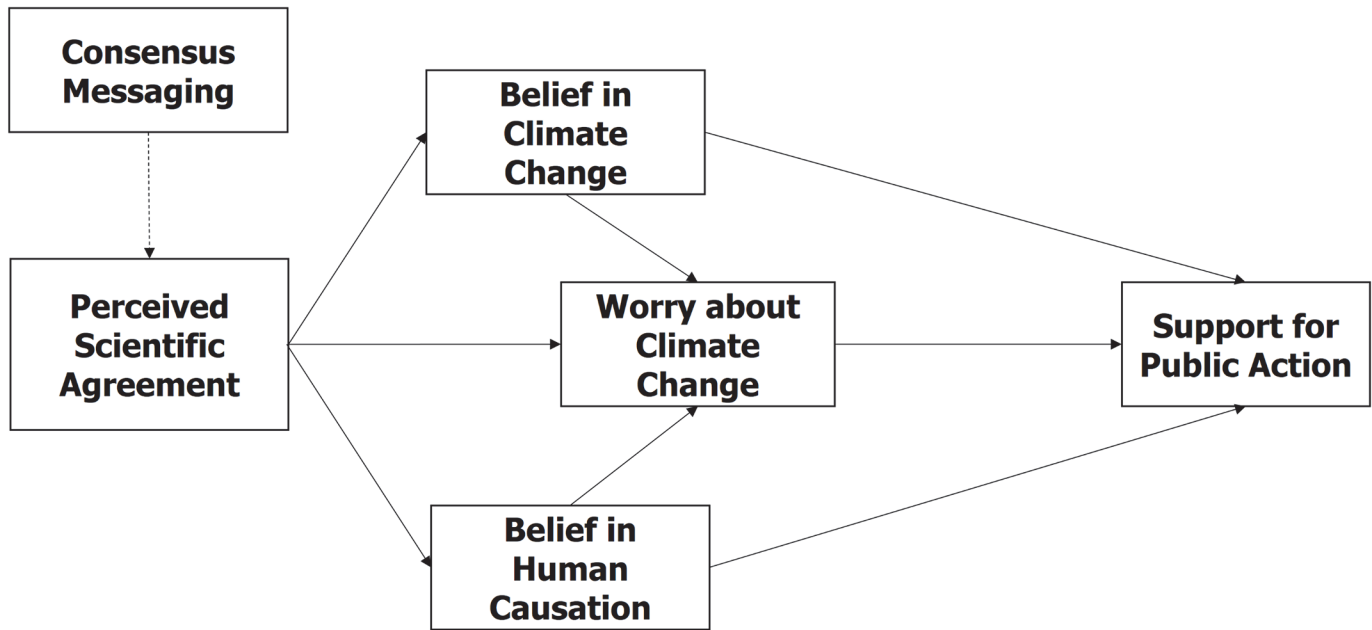 Consensus
Messaging
Belief in
Climate
Change
Perceived
Scientific
Agreement
Worry about
Climate
Change
Support for
Public Action
Belief in
Human
Causation